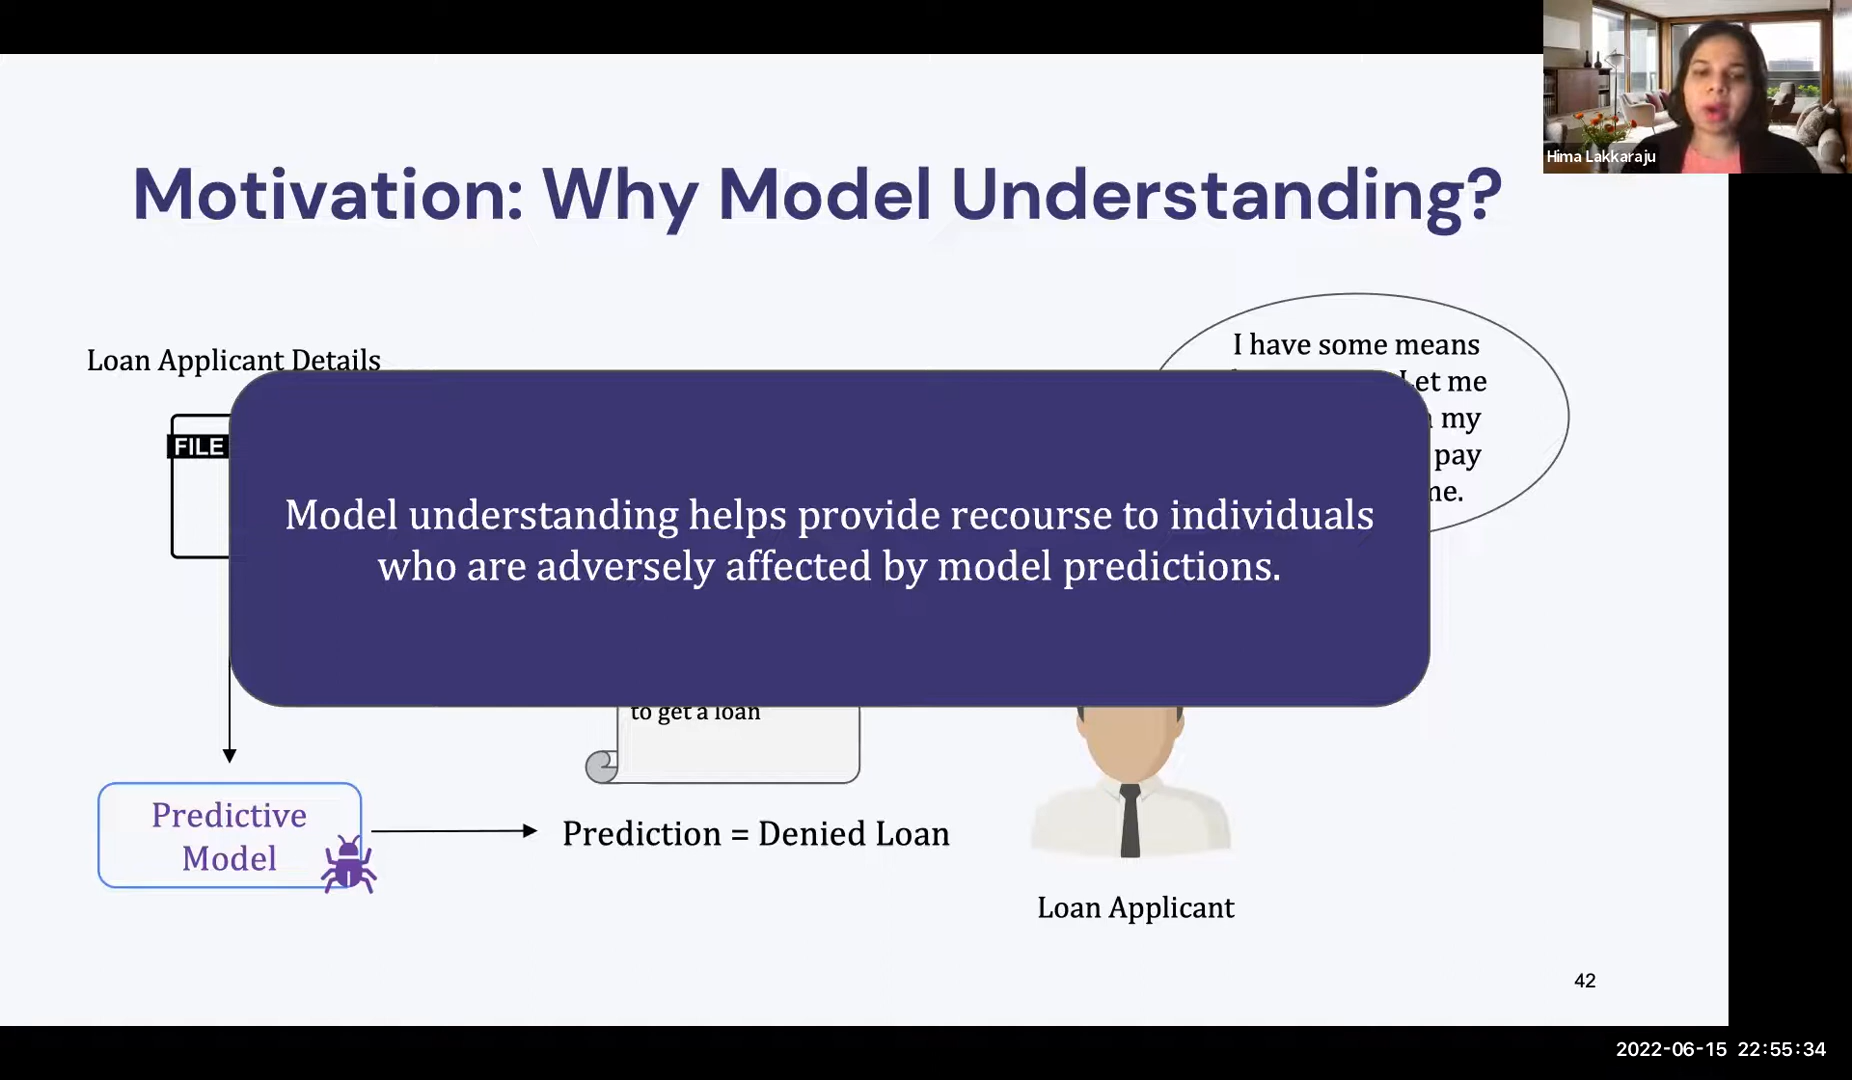 Hima Lakkaraju
Motivation: Why Model Understanding?
Loan Applicant Details
I have some means
Let me
my
pay
FILE
Model understanding helps provide recourse to individuals
who are adversely affected by model predictions.
to get a loan
Predictive
Model
Prediction = Denied Loan
Loan Applicant
42
2022-06-15 22:55:34